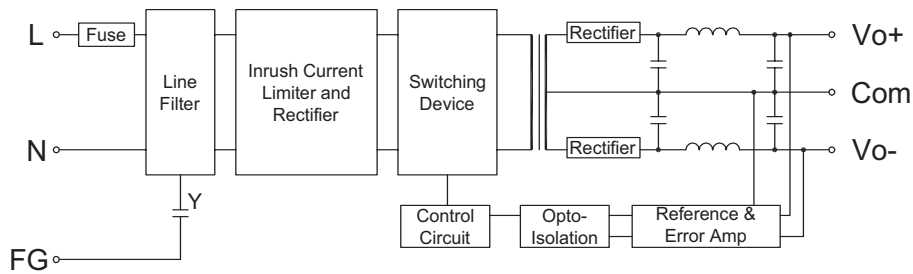 L
Fuse
Line
Filter
Inrush Current
Limiter and
Rectifier
Switching
Device
Rectifier
Vo+
Com
N
Rectifier
Vo-
Y
Control
Circuit
Opto-
Isolation
Reference &
Error Amp
FG